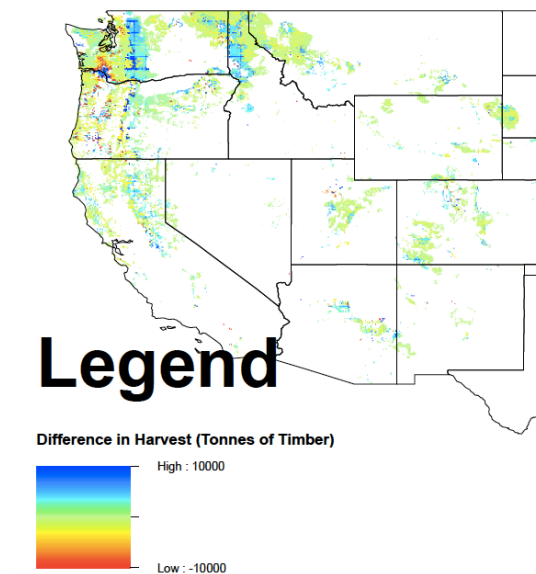 Legend
Difference in Harvest (Tonnes of Timber)
High : 10000
Low : -10000